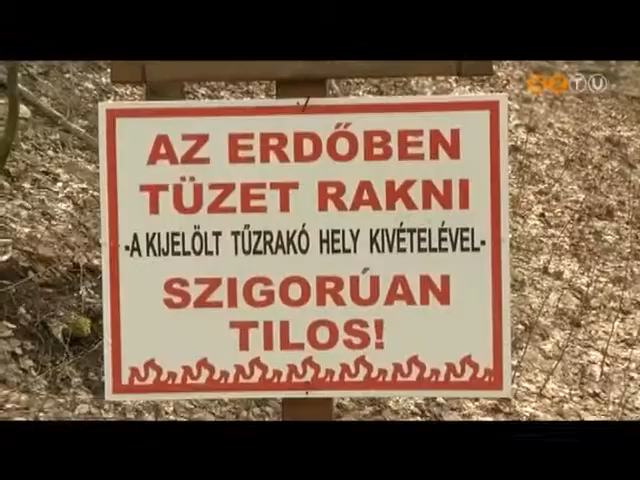 AZ ERDŐBEN
TÜZET RAKNI
-A KIJELÖLT TŰZRAKÓ HELY KIVÉTELÉVEL-
SZIGORÚAN
TILOS!